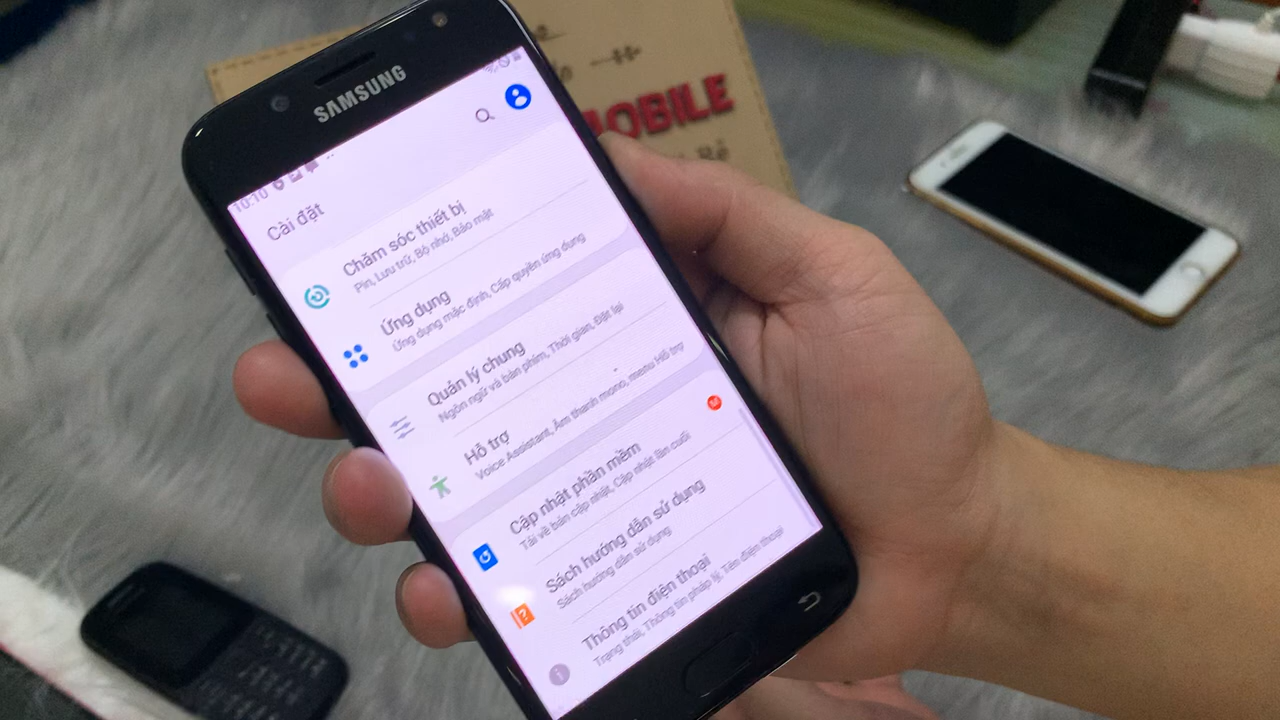 SAMSUNG
MOBILE
Rẻ
10:10
Cài đặt
Chăm sóc thiết bị
Pin, Lưu trữ, Bộ nhớ, Bảo mật
Ứng dụng
Ứng dụng mặc định, Cấp quyền ứng dụng
Quản lý chung
Ngôn ngữ và bàn phím, Thời gian, Đặt lại
Hỗ trợ
Voice Assistant, Âm thanh mono, menu Hỗ trợ
Cập nhật phần mềm
Tải về bản cập nhật, Cập nhật lần cuối
Sách hướng dẫn sử dụng
Sách hướng dẫn sử dụng
Thông tin điện thoại
Trạng thái, Thông tin pháp lý, Tên điện thoại